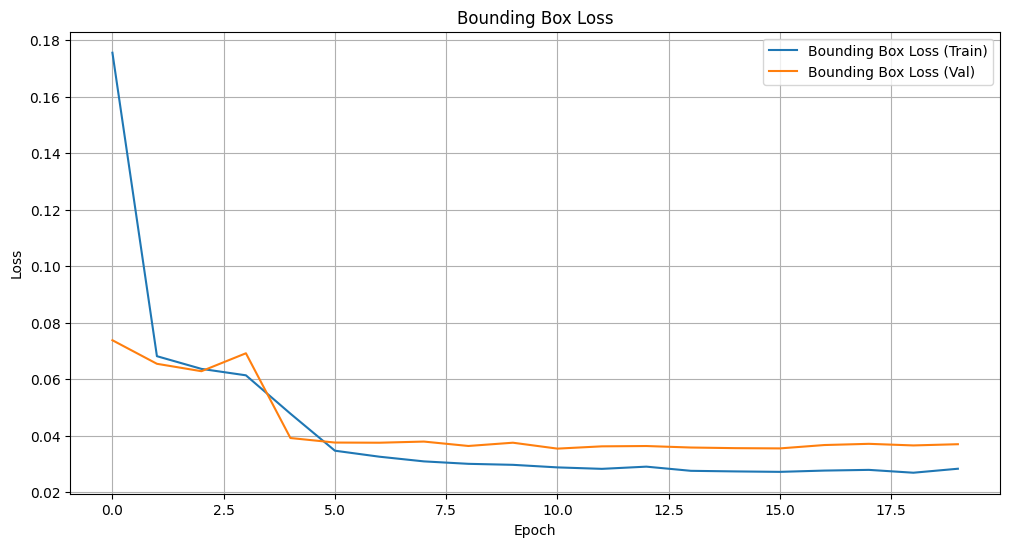 Bounding Box Loss
Bounding Box Loss (Train)
Bounding Box Loss (Val)
0.18
0.16
0.14
0.12
0.10
0.08
0.06
0.04
0.02
Loss
0.0 2.5 5.0 7.5 10.0 12.5 15.0 17.5
Epoch